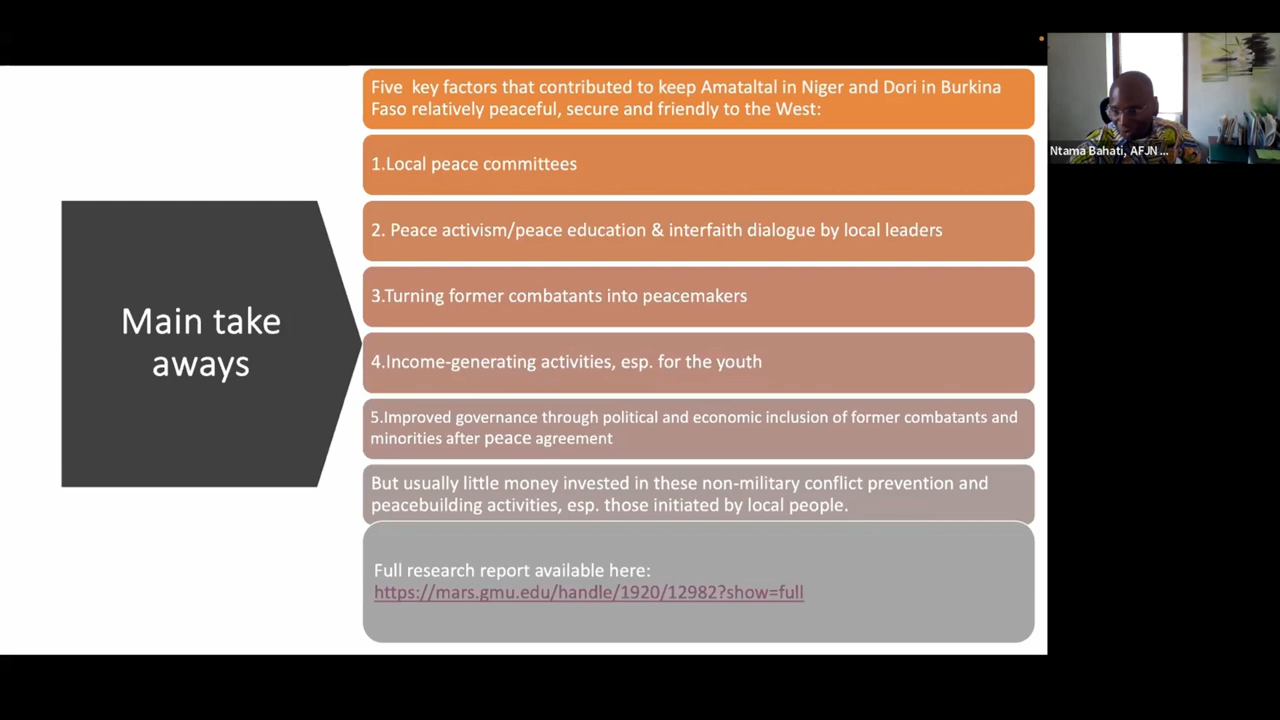 Main take
aways
Five key factors that contributed to keep Amataltal in Niger and Dori in Burkina
Faso relatively peaceful, secure and friendly to the West:
1.Local peace committees
2. Peace activism/peace education & interfaith dialogue by local leaders
3.Turning former combatants into peacemakers
4.Income-generating activities, esp. for the youth
5.Improved governance through political and economic inclusion of former combatants and
minorities after peace agreement
But usually little money invested in these non-military conflict prevention and
peacebuilding activities, esp. those initiated by local people.
Full research report available here:
https://mars.gmu.edu/handle/1920/12982?show=full
Ntama Bahati, AFJN ...